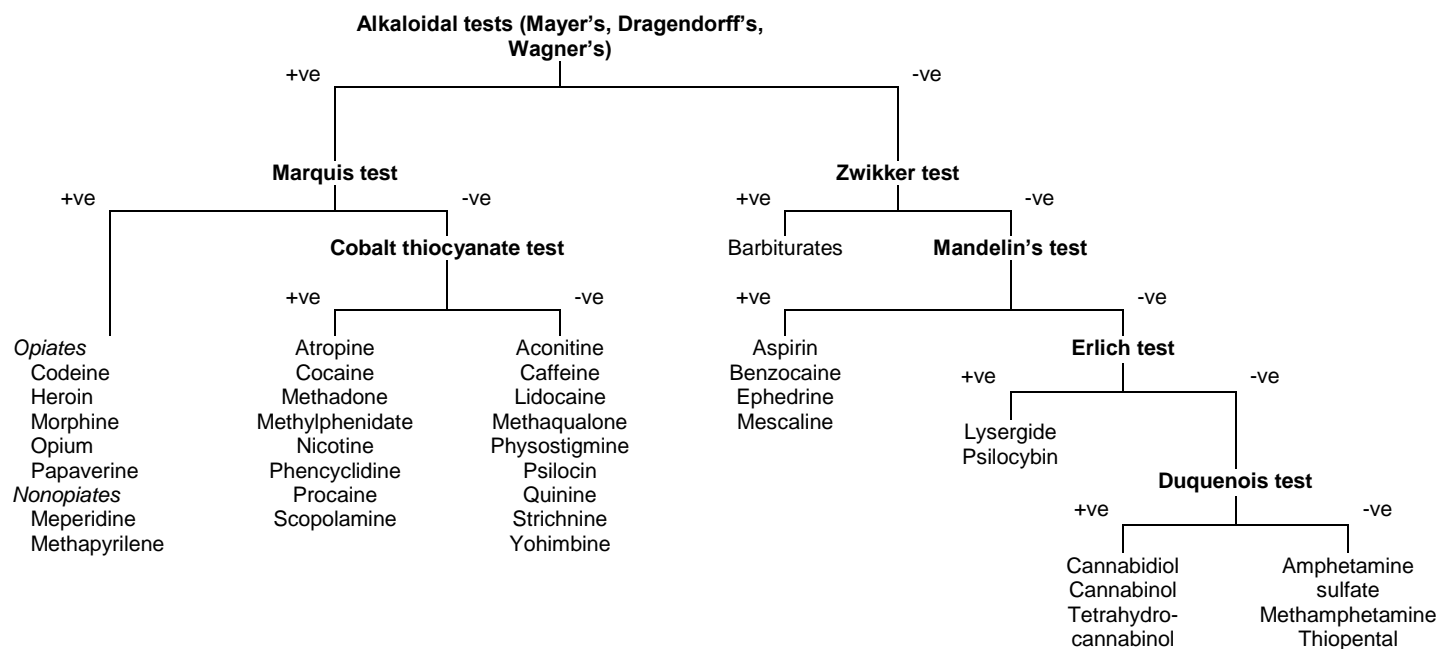 Alkaloidal tests (Mayer's, Dragendorff's,
Wagner's)
+ve
-ve
Marquis test
Zwikker test
+ve
-ve
+ve
-ve
Cobalt thiocyanate test
Barbiturates
Mandelin's test
+ve
-ve
+ve
-ve
Opiates
Codeine
Heroin
Morphine
Opium
Papaverine
Nonopiates
Meperidine
Methapyrilene
Atropine
Cocaine
Methadone
Methylphenidate
Nicotine
Phencyclidine
Procaine
Scopolamine
Aconitine
Caffeine
Lidocaine
Methaqualone
Physostigmine
Psilocin
Quinine
Strichnine
Yohimbine
Aspirin
Benzocaine
Ephedrine
Mescaline
Erlich test
+ve
-ve
Lysergide
Psilocybin
Duquenois test
+ve
-ve
Cannabidiol
Cannabinol
Tetrahydro-
cannabinol
Amphetamine
sulfate
Methamphetamine
Thiopental